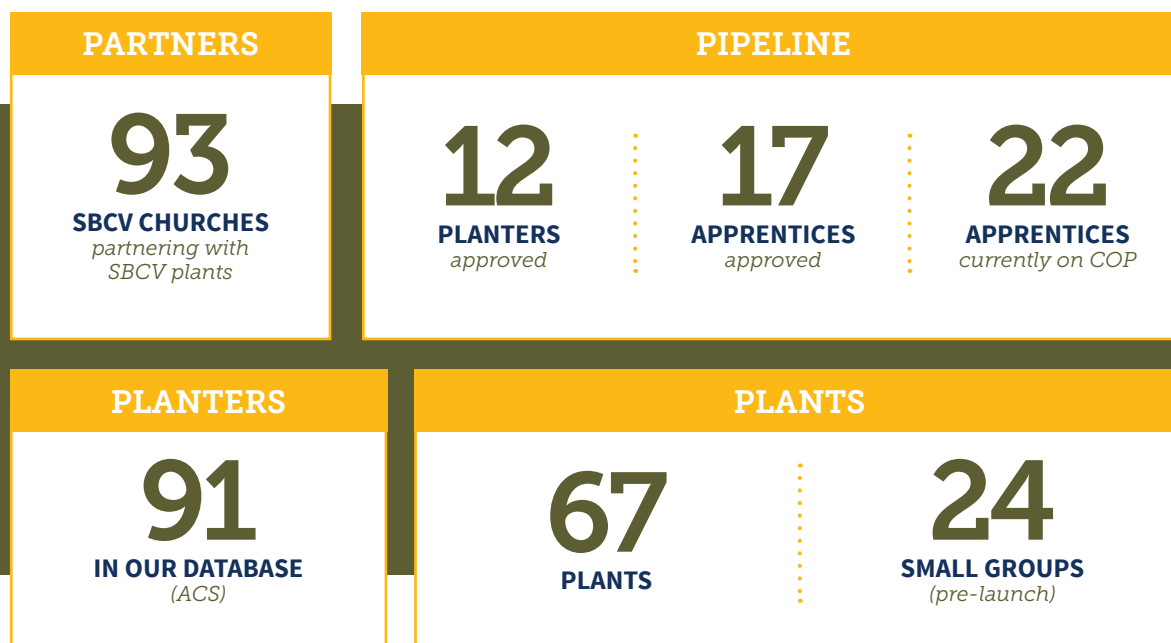 PARTNERS
93
SBCV CHURCHES
partnering with
SBCV plants
PIPELINE
12
PLANTERS
approved
17
APPRENTICES
approved
22
APPRENTICES
currently on COP
PLANTERS
91
IN OUR DATABASE
(ACS)
PLANTS
67
PLANTS
24
SMALL GROUPS
(pre-launch)